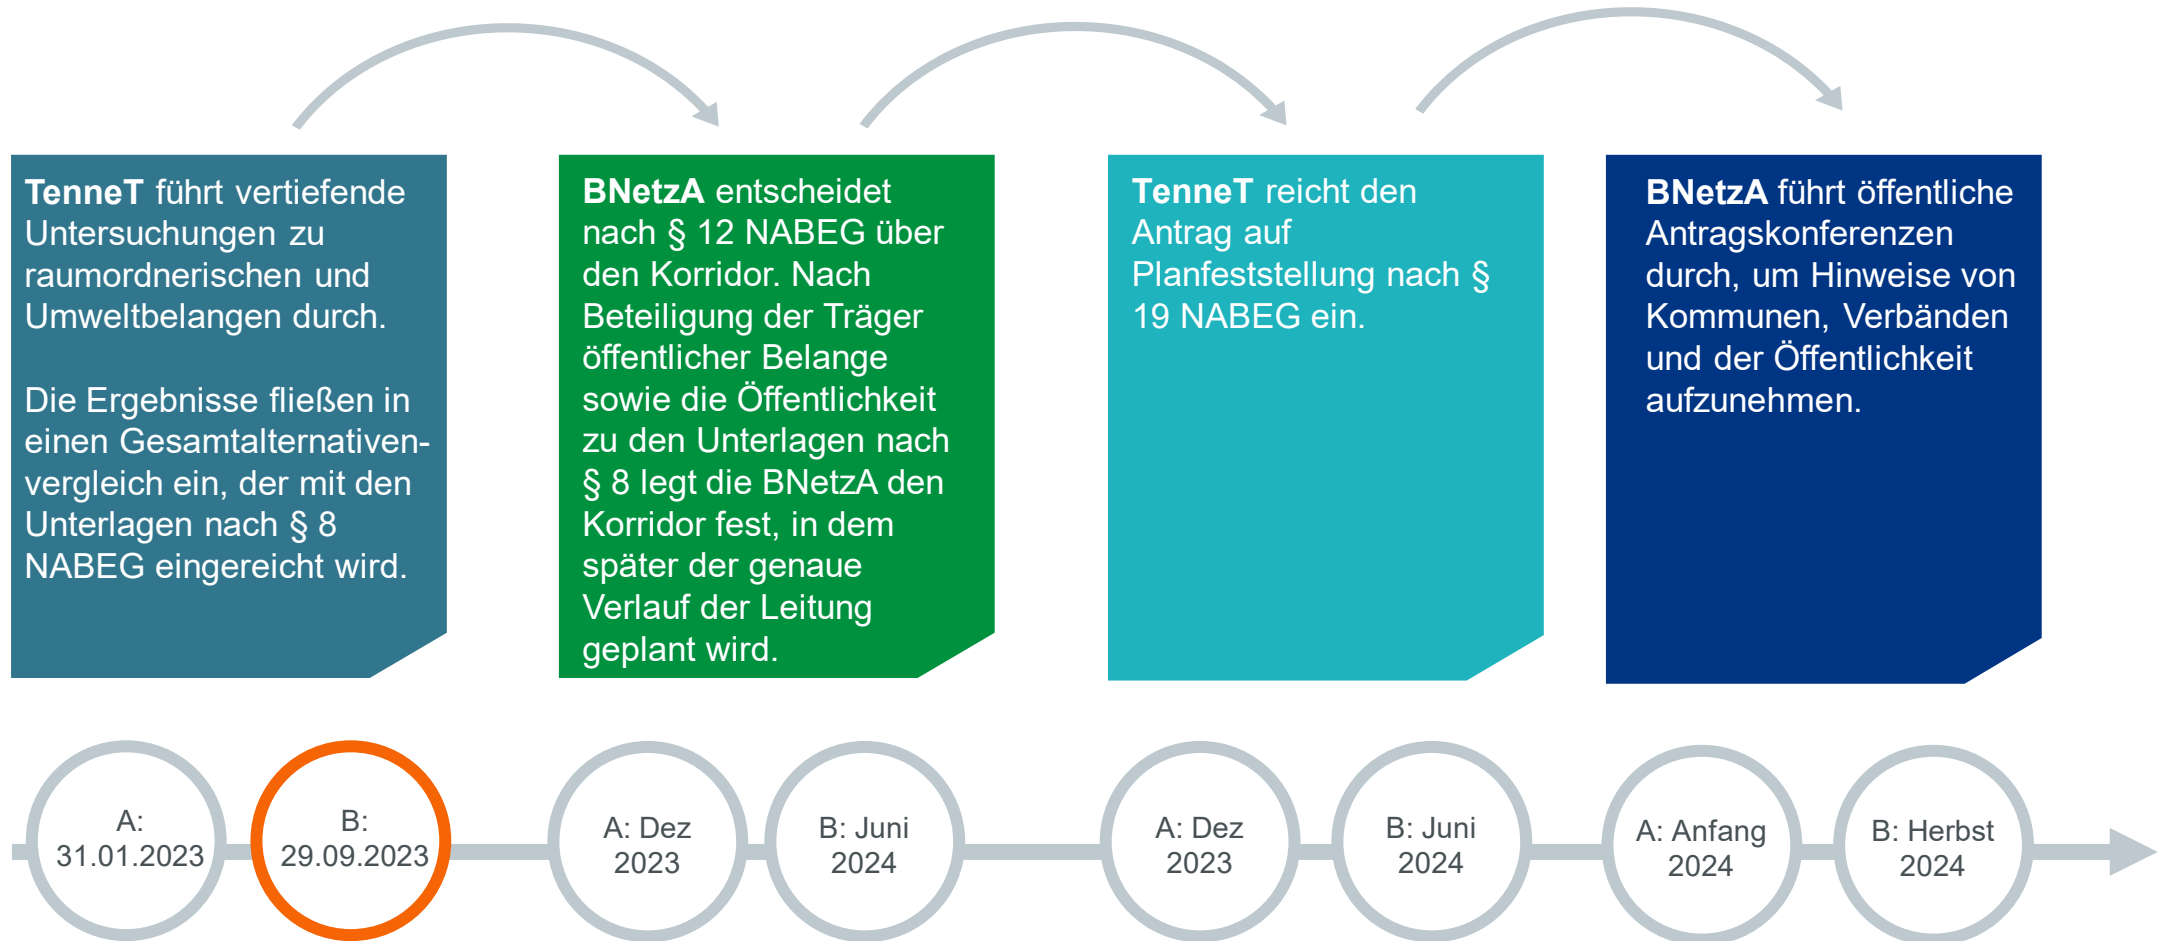 TenneT führt vertiefende
Untersuchungen zu
raumordnerischen und
Umweltbelangen durch.
Die Ergebnisse fließen in
einen Gesamtalternativen-
vergleich ein, der mit den
Unterlagen nach § 8
NABEG eingereicht wird.
BNetzA entscheidet
nach § 12 NABEG über
den Korridor. Nach
Beteiligung der Träger
öffentlicher Belange
sowie die Öffentlichkeit
zu den Unterlagen nach
§ 8 legt die BNetzA den
Korridor fest, in dem
später der genaue
Verlauf der Leitung
geplant wird.
TenneT reicht den
Antrag auf
Planfeststellung nach §
19 NABEG ein.
BNetzA führt öffentliche
Antragskonferenzen
durch, um Hinweise von
Kommunen, Verbänden
und der Öffentlichkeit
aufzunehmen.
A:
31.01.2023
B:
29.09.2023
A: Dez
2023
B: Juni
2024
A: Dez
2023
B: Juni
2024
A: Anfang
2024
B: Herbst
2024